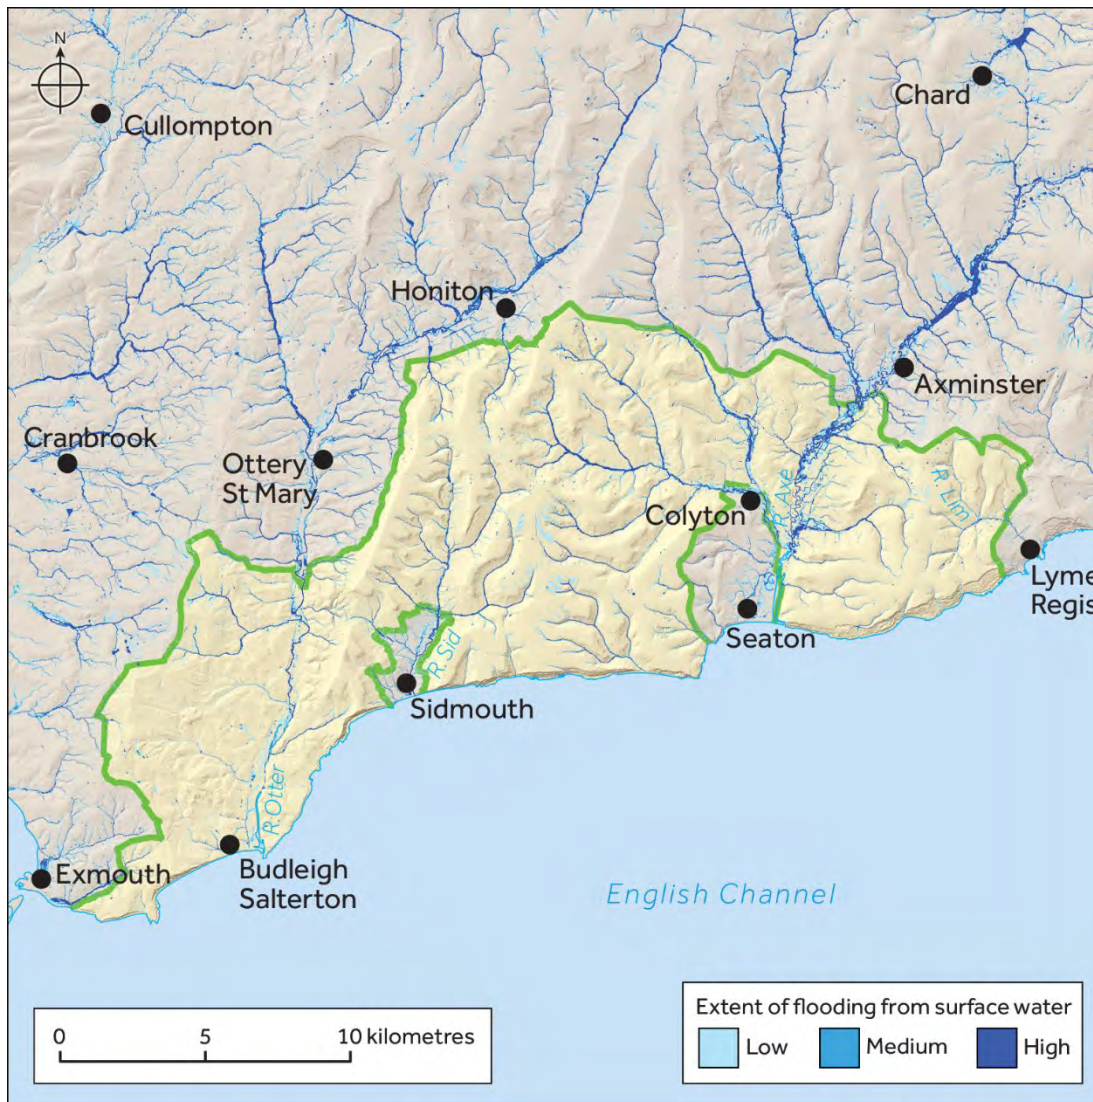 N
Cullompton
Chard
Honiton
Axminster
Cranbrook
Ottery
St Mary
R Lim
R Axe
Colyton
Lyme
Regis
Seaton
R. Sid
Sidmouth
R. Otter
Exmouth
Budleigh
Salterton
English Channel
0 5 10 kilometres
Extent of flooding from surface water
Low Medium High